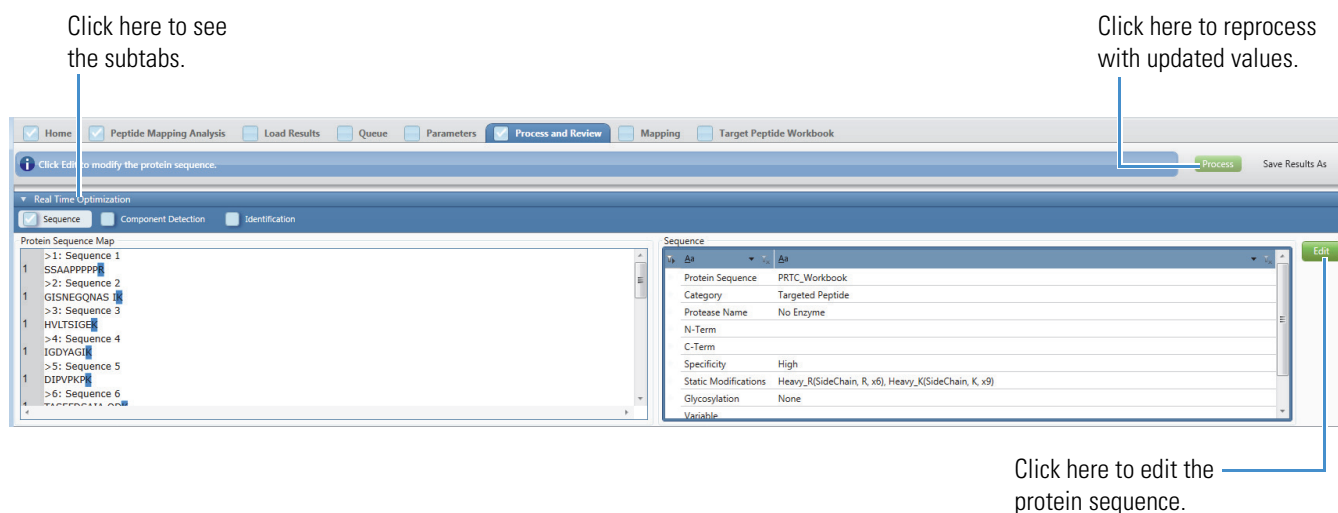 Click here to see
the subtabs.
Click here to reprocess
with updated values.
Home Peptide Mapping Analysis Load Results Queue Parameters Process and Review Mapping Target Peptide Workbook
Click Edit to modify the protein sequence.
Process Save Results As
Real Time Optimization
Sequence Component Detection Identification
Protein Sequence Map
>1: Sequence 1
1 SSAAPPPPPR
>2: Sequence 2
1 GISNEGQNAS IK
>3: Sequence 3
1 HVLTSIGEK
>4: Sequence 4
1 IGDYAGIK
>5: Sequence 5
1 DIPVPKPK
>6: Sequence 6
Sequence
Aa Aa
Edit
Protein Sequence PRTC_Workbook
Category Targeted Peptide
Protease Name No Enzyme
N-Term
C-Term
Specificity High
Static Modifications Heavy_R(SideChain, R, x6), Heavy_K(SideChain, K, x9)
Glycosylation None
Variable
Click here to edit the
protein sequence.